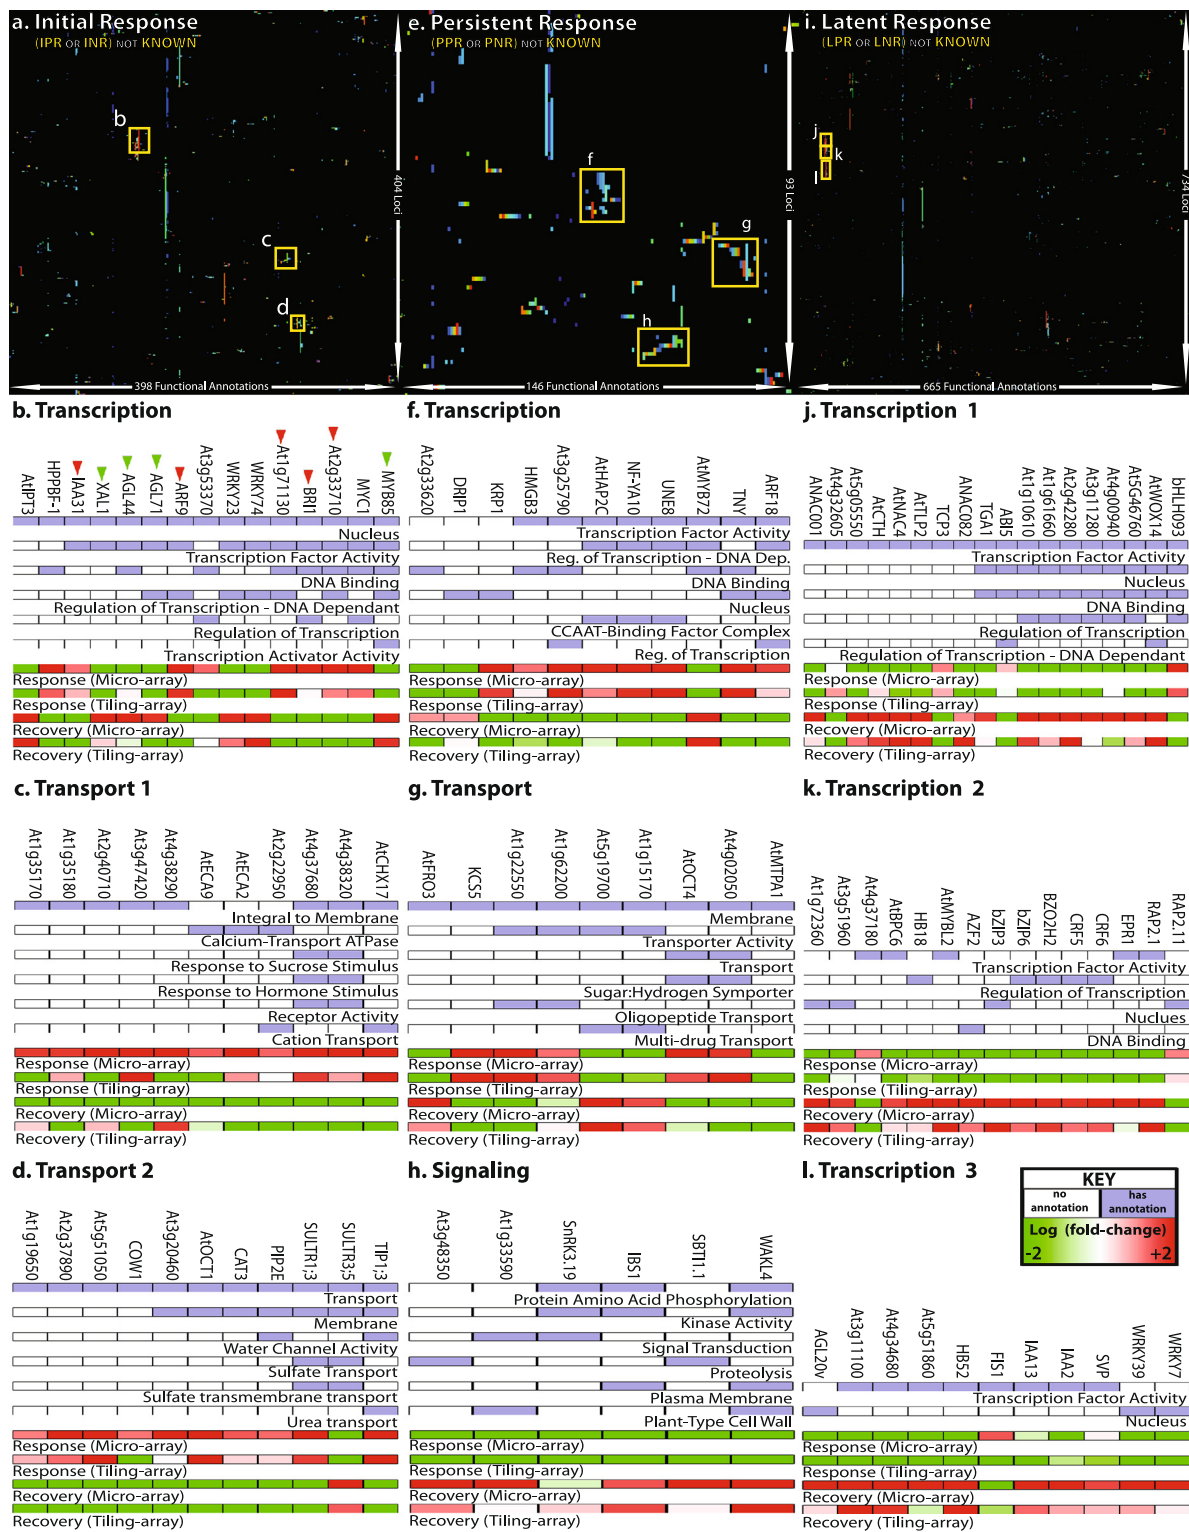 a. Initial Response
(IPR OR INR) NOT KNOWN
b
c
d
404 Loci
398 Functional Annotations
e. Persistent Response
(PPR OR PNR) NOT KNOWN
f
g
h
93 Loci
146 Functional Annotations
i. Latent Response
(LPR OR LNR) NOT KNOWN
j
k
l
734 Loci
665 Functional Annotations
b. Transcription
AtIPT3
HPPBF-1
IAA31
XAL1
AGL44
AGL71
ARF9
At3g53370
WRKY23
WRKY74
At1g71130
BRI1
At2g33710
MYC1
MYB85
Nucleus
Transcription Factor Activity
DNA Binding
Regulation of Transcription - DNA Dependant
Regulation of Transcription
Transcription Activator Activity
Response (Micro-array)
Response (Tiling-array)
Recovery (Micro-array)
Recovery (Tiling-array)
f. Transcription
At2g33620
DRIP1
KRP1
HMGB3
At3g25790
AtHAP2C
NF-YA10
UNE8
AtMYB72
TNY
ARF18
Transcription Factor Activity
Reg. of Transcription - DNA Dep.
DNA Binding
Nucleus
CCAAT-Binding Factor Complex
Reg. of Transcription
Response (Micro-array)
Response (Tiling-array)
Recovery (Micro-array)
Recovery (Tiling-array)
j. Transcription 1
ANAC001
At4g32605
At5g05550
AtCTH
AtNAC4
AtTLP2
TCP3
ANAC082
TGA1
ABI5
At1g10610
At1g61660
At2g42280
At3g11280
At4g00940
At5G46760
AtWOX14
bHLH093
Transcription Factor Activity
Nucleus
DNA Binding
Regulation of Transcription
Regulation of Transcription - DNA Dependant
Response (Micro-array)
Response (Tiling-array)
Recovery (Micro-array)
Recovery (Tiling-array)
c. Transport 1
At1g35170
At1g35180
At2g40710
At3g47420
At4g38290
AtECA9
AtECA2
At2g22950
At4g37680
At4g38320
AtCHX17
Integral to Membrane
Calcium-Transport ATPase
Response to Sucrose Stimulus
Response to Hormone Stimulus
Receptor Activity
Cation Transport
Response (Micro-array)
Response (Tiling-array)
Recovery (Micro-array)
Recovery (Tiling-array)
g. Transport
AtFRO3
KCS5
At1g22550
At1g62200
At5g19700
At1g15170
AtOCT4
At4g02050
AtMTPA1
Membrane
Transporter Activity
Transport
Sugar:Hydrogen Symporter
Oligopeptide Transport
Multi-drug Transport
Response (Micro-array)
Response (Tiling-array)
Recovery (Micro-array)
Recovery (Tiling-array)
k. Transcription 2
At1g72360
At3g51960
At4g37180
AtBPC6
HB18
AtMYBL2
AZF2
bZIP3
bZIP6
BZO2H2
CRF5
CRF6
EPR1
RAP2.1
RAP2.11
Transcription Factor Activity
Regulation of Transcription
Nuclues
DNA Binding
Response (Micro-array)
Response (Tiling-array)
Recovery (Micro-array)
Recovery (Tiling-array)
d. Transport 2
At1g19650
At2g37890
At5g51050
COW1
At3g20460
AtOCT1
CAT3
PIP2E
SULTR1;3
SULTR3;5
TIP1;3
Transport
Membrane
Water Channel Activity
Sulfate Transport
Sulfate transmembrane transport
Urea transport
Response (Micro-array)
Response (Tiling-array)
Recovery (Micro-array)
Recovery (Tiling-array)
h. Signaling
At3g48350
At1g33590
SnRK3.19
IBS1
SBTI1.1
WAKL4
Protein Amino Acid Phosphorylation
Kinase Activity
Signal Transduction
Proteolysis
Plasma Membrane
Plant-Type Cell Wall
Response (Micro-array)
Response (Tiling-array)
Recovery (Micro-array)
Recovery (Tiling-array)
l. Transcription 3
KEY
no annotation
has annotation
Log (fold-change)
-2
+2
AGL20v
At3g11100
At4g34680
At5g51860
HB52
FIS1
IAA13
IAA2
SVP
WRKY39
WRKY7
Transcription Factor Activity
Nucleus
Response (Micro-array)
Response (Tiling-array)
Recovery (Micro-array)
Recovery (Tiling-array)